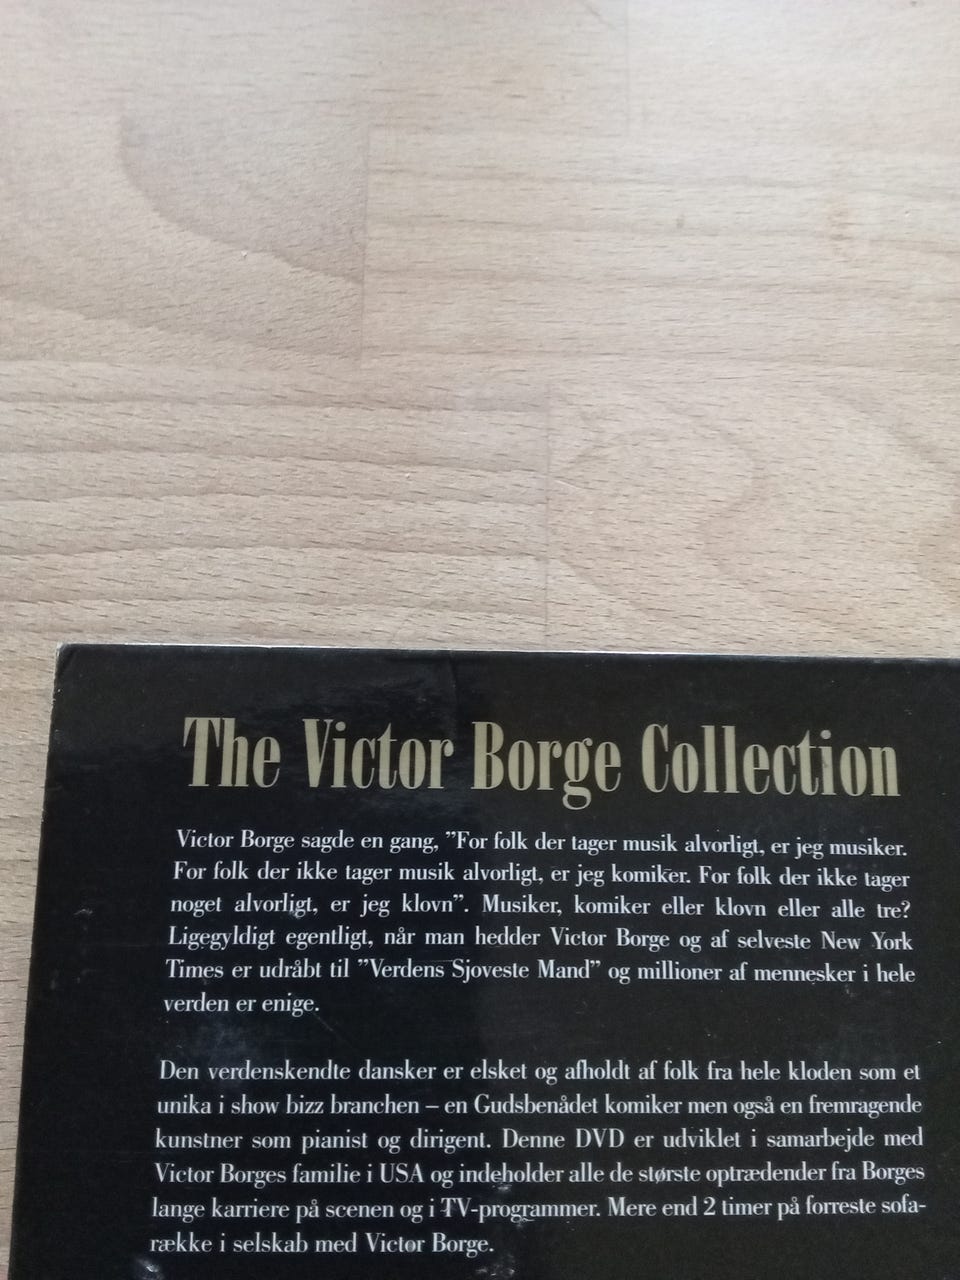 The Victor Borge Collection
Victor Borge sagde en gang, ”For folk der tager musik alvorligt, er jeg musiker.
For folk der ikke tager musik alvorligt, er jeg komiker. For folk der ikke tager
noget alvorligt, er jeg klovn”. Musiker, komiker eller klovn eller alle tre?
Ligegyldigt egentligt, når man hedder Victor Borge og af selveste New York
Times er udråbt til ”Verdens Sjoveste Mand” og millioner af mennesker i hele
verden er enige.
Den verdenskendte dansker er elsket og afholdt af folk fra hele kloden som et
unika i show bizz branchen – en Gudsbenådet komiker men også en fremragende
kunstner som pianist og dirigent. Denne DVD er udviklet i samarbejde med
Victor Borges familie i USA og indeholder alle de største optrædender fra Borges
lange karriere på scenen og i TV-programmer. Mere end 2 timer på forreste sofa-
række i selskab med Victor Borge.